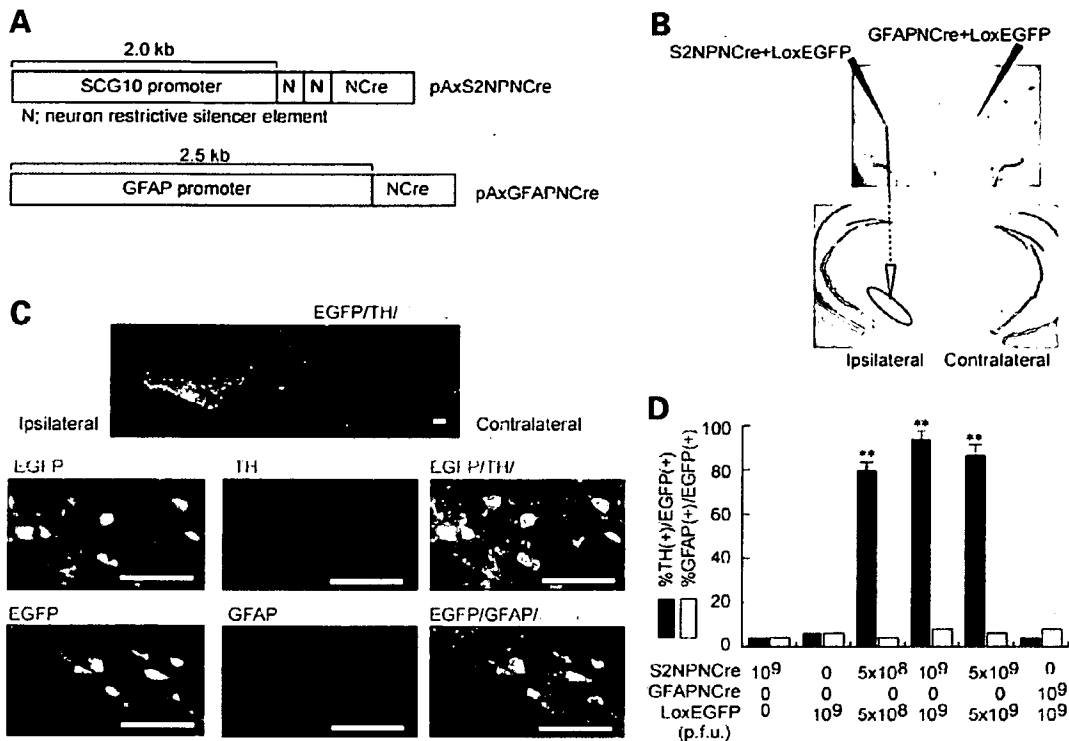 A
2.0 kb
SCG10 promoter N N NCre pAxS2NPNCre
N; neuron restrictive silencer element
2.5 kb
GFAP promoter NCre pAxGFAPNCre
B
S2NPNCre+LoxEGFP GFAPNCre+LoxEGFP
Ipsilateral Contralateral
C
EGFP/TH/
Ipsilateral Contralateral
EGFP TH EGFP/TH/
EGFP GFAP EGFP/GFAP/
D
%TH(+)/EGFP(+)
%GFAP(+)/EGFP(+)
100
80
60
40
20
0
** ** **
S2NPNCre 10⁹ 0 5x10⁸ 10⁹ 5x10⁹ 0
GFAPNCre 0 0 0 0 0 10⁹
LoxEGFP 0 10⁹ 5x10⁸ 10⁹ 5x10⁹ 10⁹
(p.f.u.)